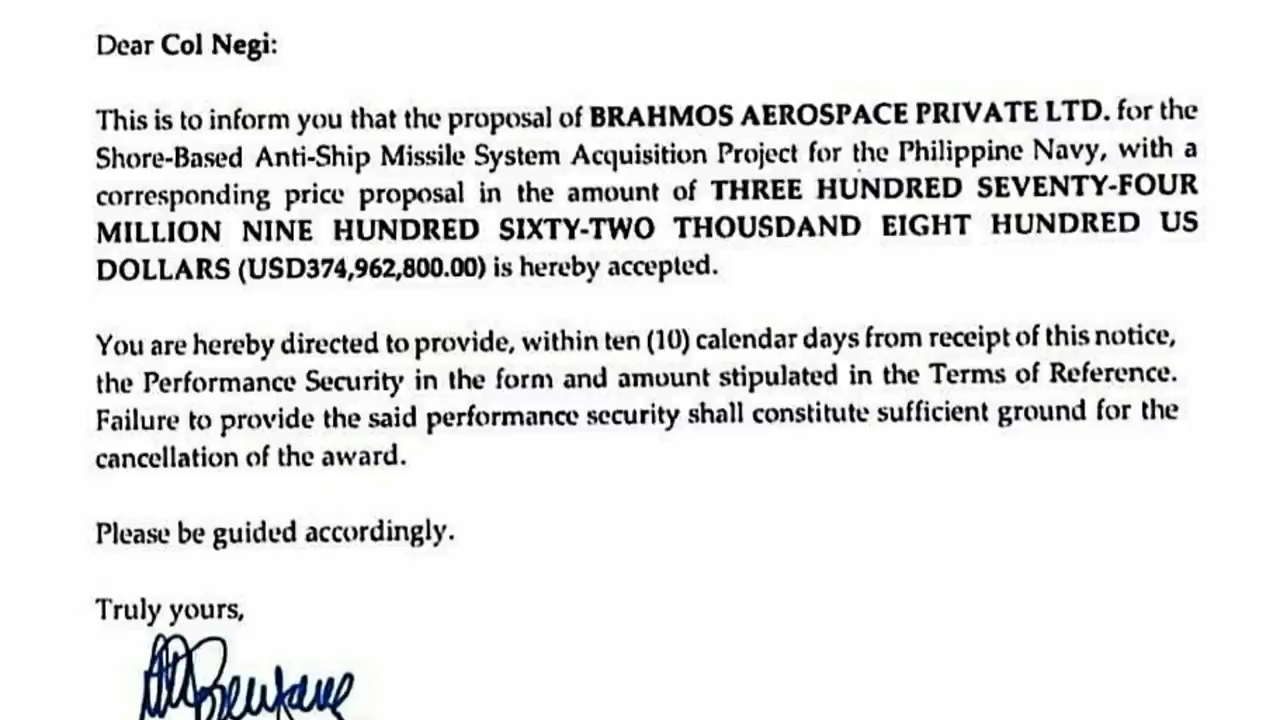 Dear Col Negi:
This is to inform you that the proposal of BRAHMOS AEROSPACE PRIVATE LTD. for the
Shore-Based Anti-Ship Missile System Acquisition Project for the Philippine Navy, with a
corresponding price proposal in the amount of THREE HUNDRED SEVENTY-FOUR
MILLION NINE HUNDRED SIXTY-TWO THOUSDAND EIGHT HUNDRED US
DOLLARS (USD374,962,800.00) is hereby accepted.
You are hereby directed to provide, within ten (10) calendar days from receipt of this notice,
the Performance Security in the form and amount stipulated in the Terms of Reference.
Failure to provide the said performance security shall constitute sufficient ground for the
cancellation of the award.
Please be guided accordingly.
Truly yours,